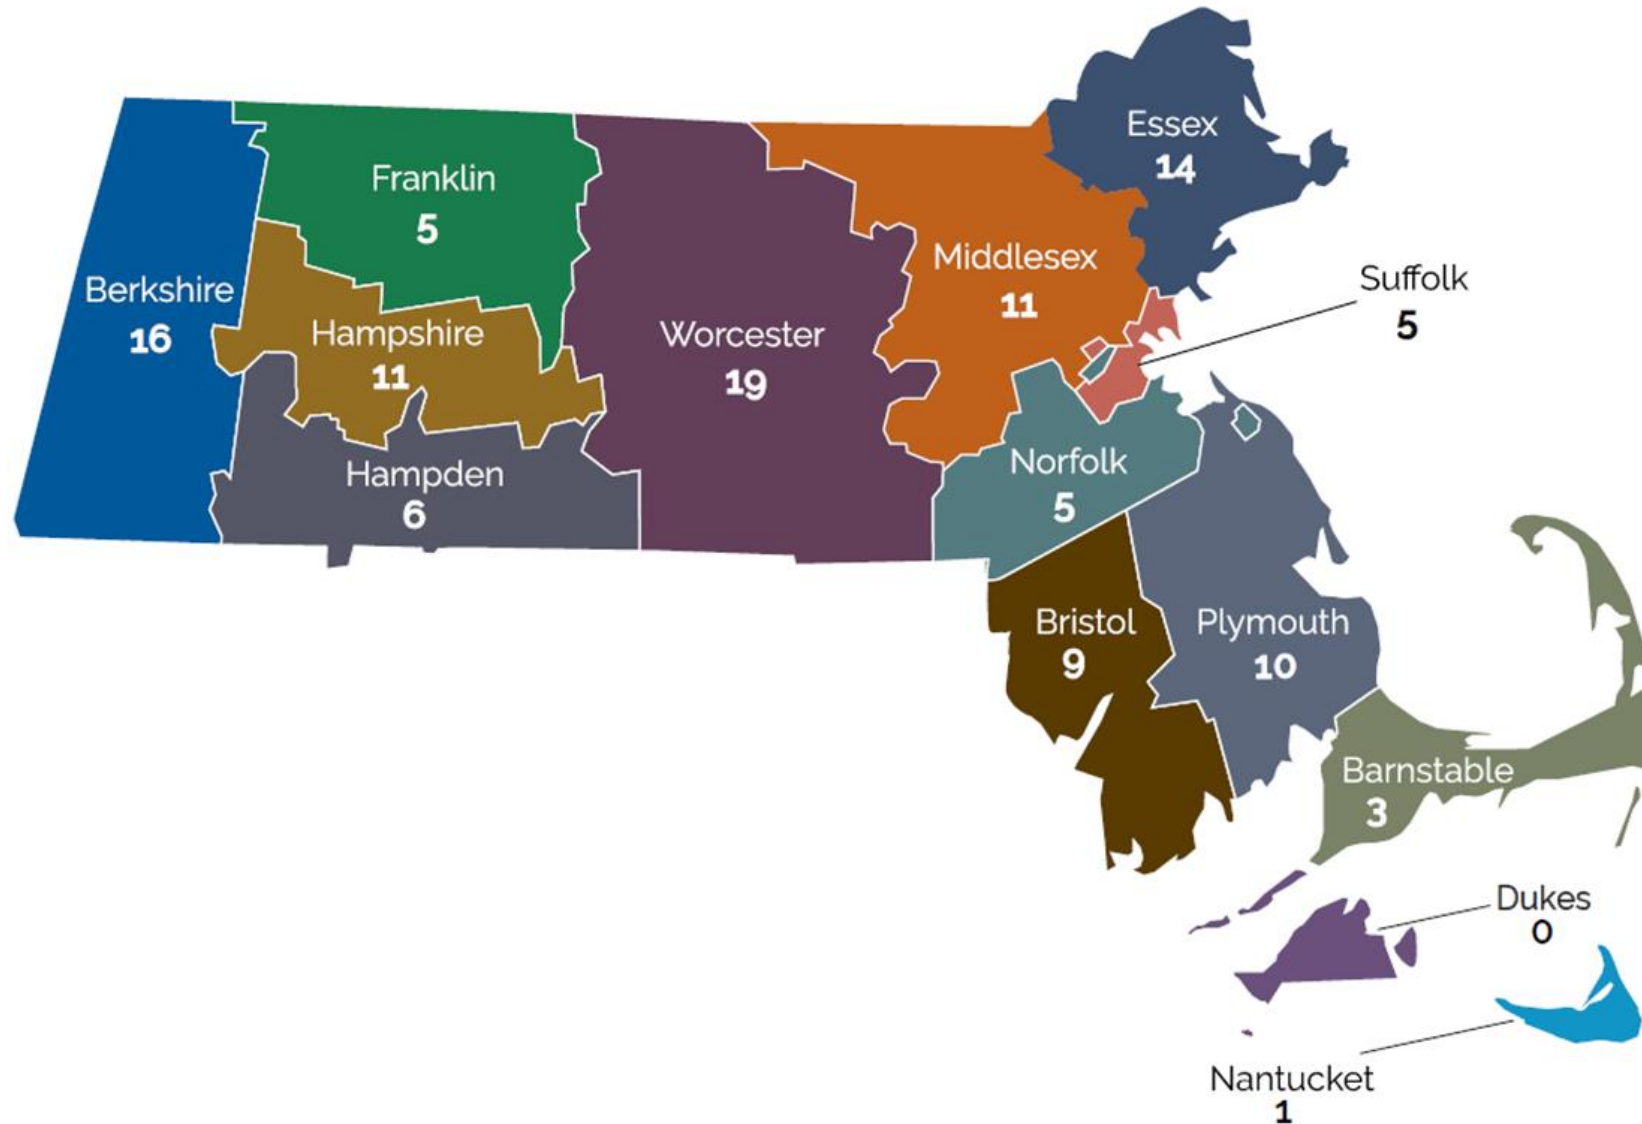 Essex
14
Franklin
5
Middlesex
11
Suffolk
5
Berkshire
16
Hampshire
11
Worcester
19
Norfolk
5
Hampden
6
Bristol
9
Plymouth
10
Barnstable
3
Dukes
0
Nantucket
1